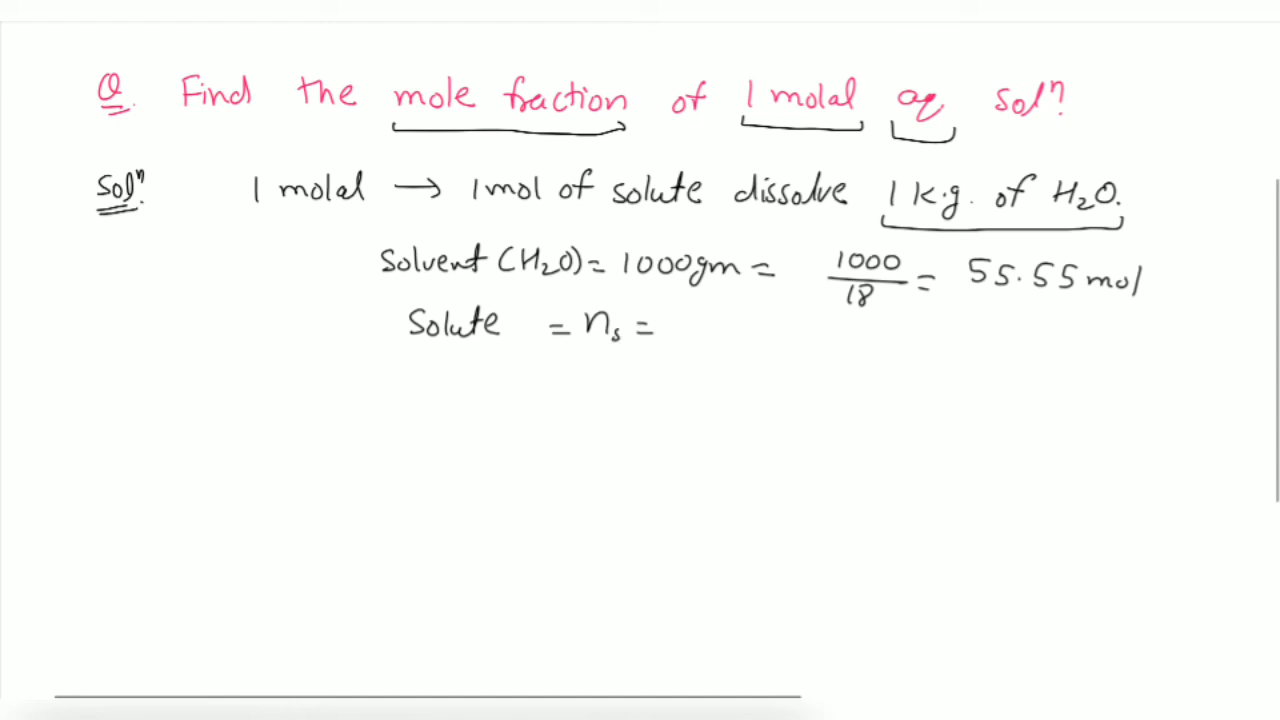 Q. Find the mole fraction of 1 molal aq solⁿ?
Solⁿ. 1 molal → 1 mol of solute dissolve 1 k.g. of H₂O.
Solvent (H₂O) = 1000 gm = 1000/18 = 55.55 mol
Solute = nₛ =